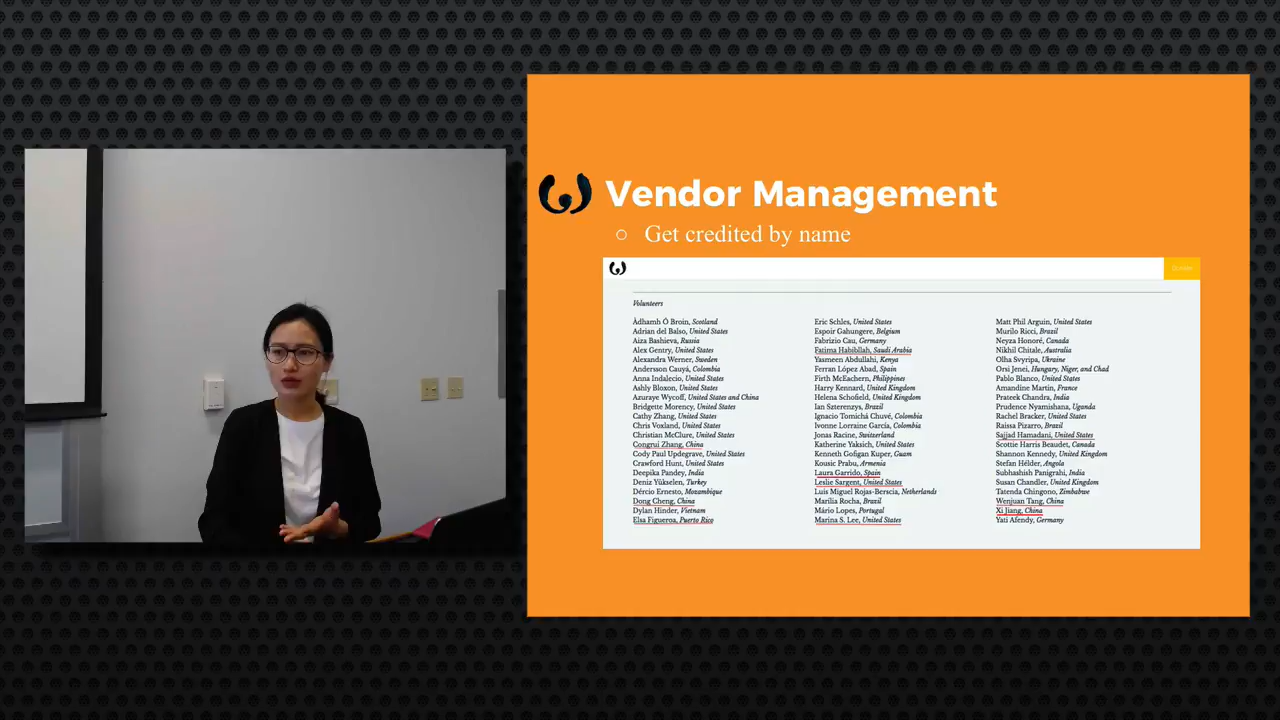 Vendor Management
○ Get credited by name
Volunteers
Àdhamh Ó Broin, Scotland
Adrian del Balso, United States
Aiza Bashieva, Russia
Alex Gentry, United States
Alexandra Werner, Sweden
Andersson Cauyá, Colombia
Anna Indalecio, United States
Ashly Bloxon, United States
Azuraye Wycoff, United States and China
Bridgette Morency, United States
Cathy Zhang, United States
Chris Voxland, United States
Christian McClure, United States
Congrui Zhang, China
Cody Paul Updegrave, United States
Crawford Hunt, United States
Deepika Pandey, India
Deniz Yükselen, Turkey
Dércio Ernesto, Mozambique
Dong Cheng, China
Dylan Hinder, Vietnam
Elsa Figueroa, Puerto Rico
Eric Schles, United States
Espoir Gahungere, Belgium
Fabrizio Cau, Germany
Fatima Habibllah, Saudi Arabia
Yasmeen Abdullahi, Kenya
Ferran López Abad, Spain
Firth McEachern, Philippines
Harry Kennard, United Kingdom
Helena Schofield, United Kingdom
Ian Szterenzys, Brazil
Ignacio Tomichá Chuvé, Colombia
Ivonne Lorraine García, Colombia
Jonas Racine, Switzerland
Katherine Yaksich, United States
Kenneth Gofigan Kuper, Guam
Kousic Prabu, Armenia
Laura Garrido, Spain
Leslie Sargent, United States
Luis Miguel Rojas-Berscia, Netherlands
Marília Rocha, Brazil
Mário Lopes, Portugal
Marina S. Lee, United States
Matt Phil Arguin, United States
Murilo Ricci, Brazil
Neyza Honoré, Canada
Nikhil Chitale, Australia
Olha Svyripa, Ukraine
Orsi Jenei, Hungary, Niger, and Chad
Pablo Blanco, United States
Amandine Martin, France
Prateek Chandra, India
Prudence Nyamishana, Uganda
Rachel Bracker, United States
Raissa Pizarro, Brazil
Sajjad Hamadani, United States
Scottie Harris Beaudet, Canada
Shannon Kennedy, United Kingdom
Stefan Hélder, Angola
Subhashish Panigrahi, India
Susan Chandler, United Kingdom
Tatenda Chingono, Zimbabwe
Wenjuan Tang, China
Xi Jiang, China
Yati Afendy, Germany